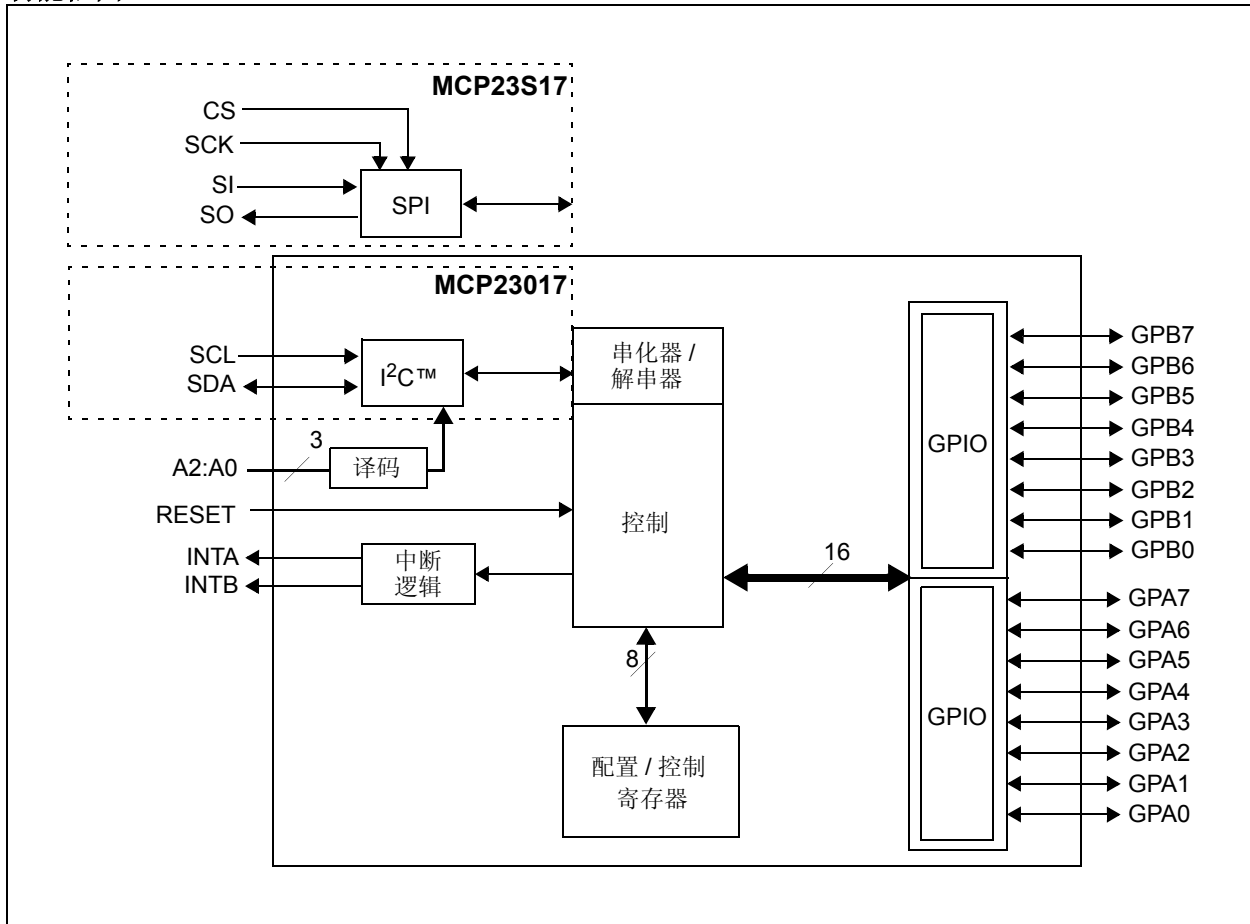 MCP23S17
CS
SCK
SI
SO
SPI
MCP23017
SCL
SDA
I²C™
串化器 /
解串器
3
A2:A0
译码
RESET
控制
INTA
INTB
中断
逻辑
16
8
配置 / 控制
寄存器
GPIO
GPB7
GPB6
GPB5
GPB4
GPB3
GPB2
GPB1
GPB0
GPIO
GPA7
GPA6
GPA5
GPA4
GPA3
GPA2
GPA1
GPA0